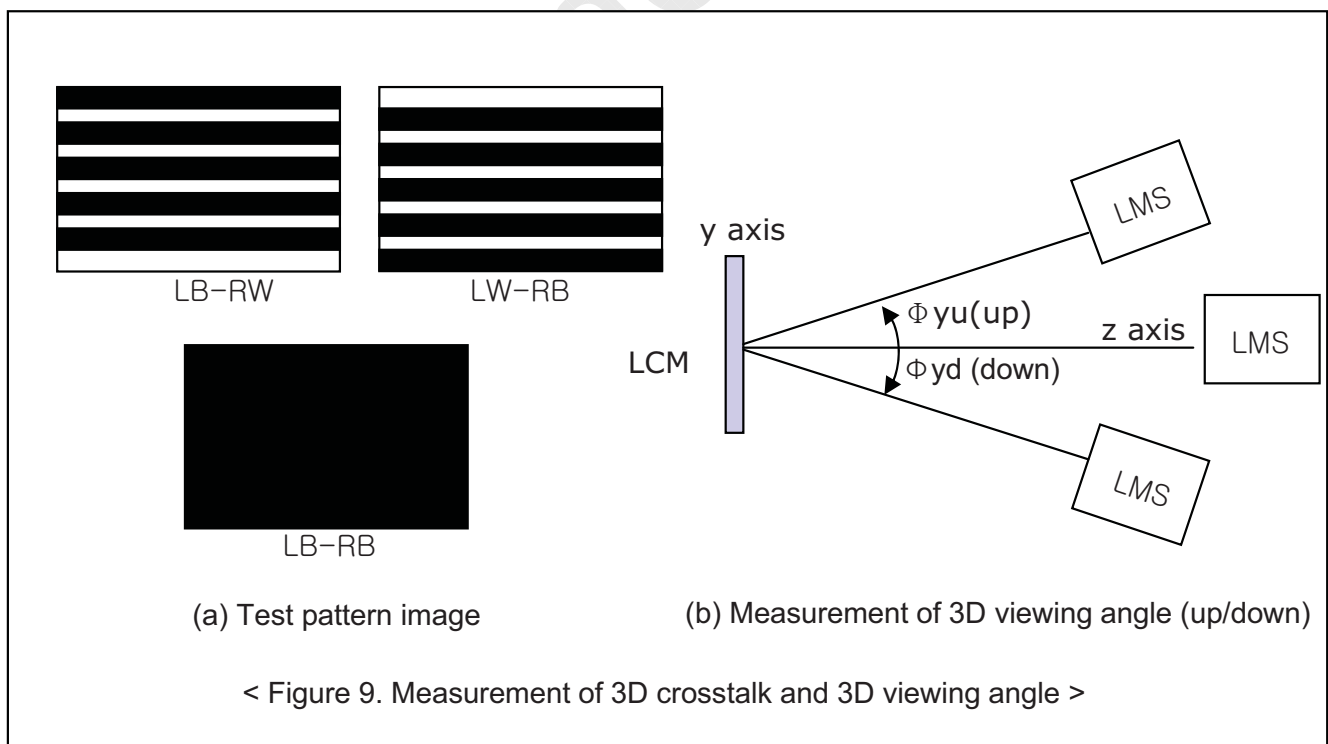 LB-RW
LW-RB
LB-RB
(a) Test pattern image
y axis
LCM
Φyu(up)
Φyd (down)
z axis
LMS
LMS
LMS
(b) Measurement of 3D viewing angle (up/down)
< Figure 9. Measurement of 3D crosstalk and 3D viewing angle >